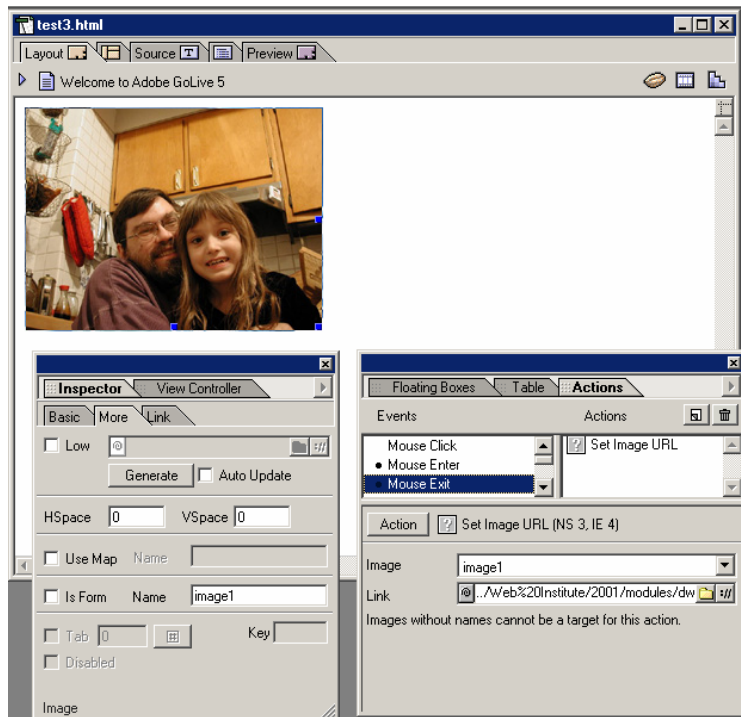 test3.html
Layout Source Preview
Welcome to Adobe GoLive 5
Inspector View Controller
Basic More Link
Low
Generate Auto Update
HSpace 0 VSpace 0
Use Map Name
Is Form Name image1
Tab 0 Key
Disabled
Image
Floating Boxes Table Actions
Events Actions
Mouse Click
Mouse Enter
Mouse Exit
Set Image URL
Action ? Set Image URL (NS 3, IE 4)
Image image1
Link ../Web%20Institute/2001/modules/dw
Images without names cannot be a target for this action.